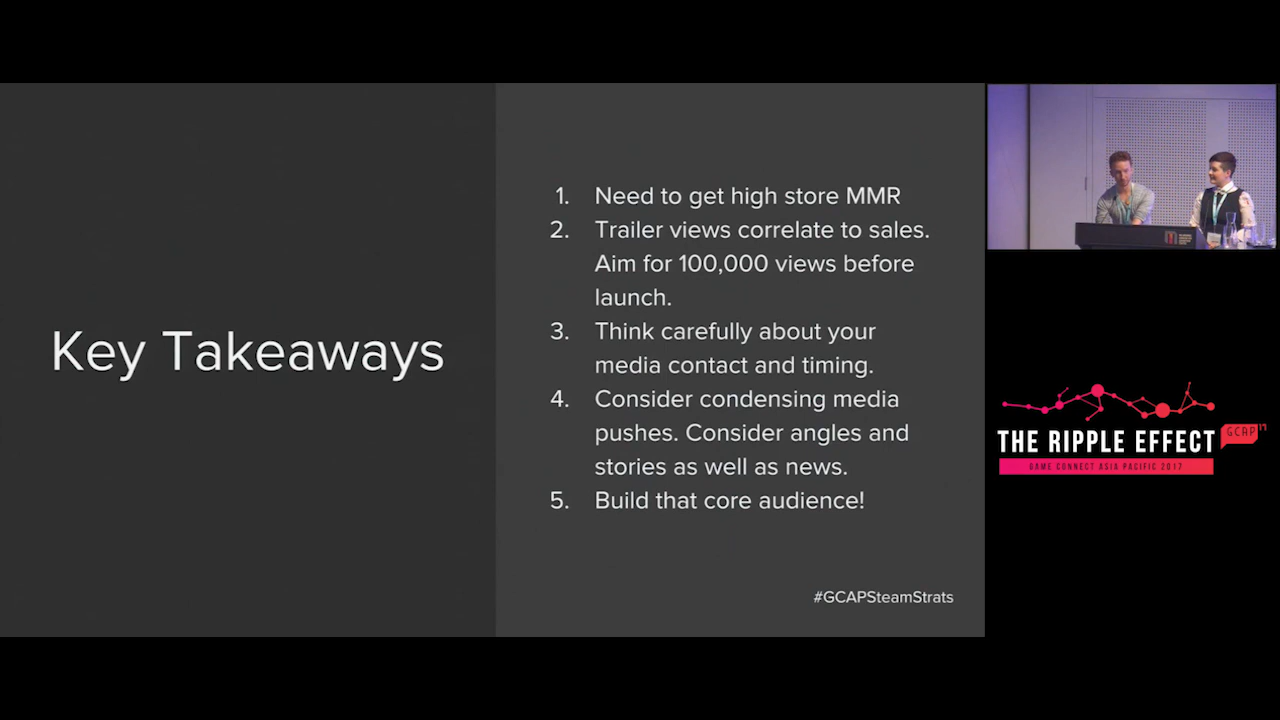 Key Takeaways
1. Need to get high store MMR
2. Trailer views correlate to sales.
Aim for 100,000 views before
launch.
3. Think carefully about your
media contact and timing.
4. Consider condensing media
pushes. Consider angles and
stories as well as news.
5. Build that core audience!
#GCAPSteamStrats
THE RIPPLE EFFECT
GCAP 17
GAME CONNECT ASIA PACIFIC 2017